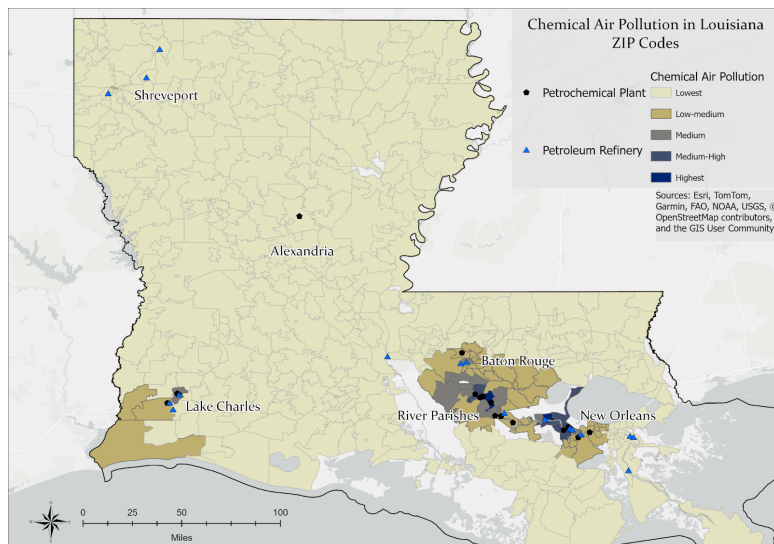 Chemical Air Pollution in Louisiana
ZIP Codes
Petrochemical Plant
Petroleum Refinery
Chemical Air Pollution
Lowest
Low-medium
Medium
Medium-High
Highest
Sources: Esri, TomTom,
Garmin, FAO, NOAA, USGS, ©
OpenStreetMap contributors,
and the GIS User Community
Shreveport
Alexandria
Baton Rouge
Lake Charles
River Parishes
New Orleans
N
0 25 50 100
Miles